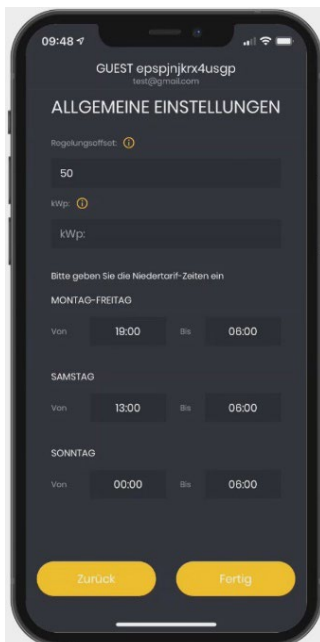 09:48
GUEST epspjnjkrx4usgp
test@gmail.com
ALLGEMEINE EINSTELLUNGEN
Regelungsoffset:
50
kWp:
kWp:
Bitte geben Sie die Niedertarif-Zeiten ein
MONTAG-FREITAG
Von 19:00 Bis 06:00
SAMSTAG
Von 13:00 Bis 06:00
SONNTAG
Von 00:00 Bis 06:00
Zurück Fertig